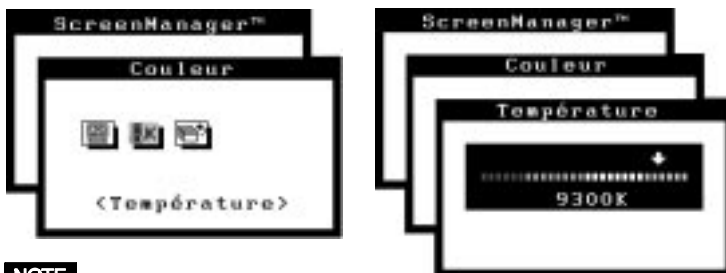 ScreenManager™
Couleur
<Température>
ScreenManager™
Couleur
Température
9300K
NOTE